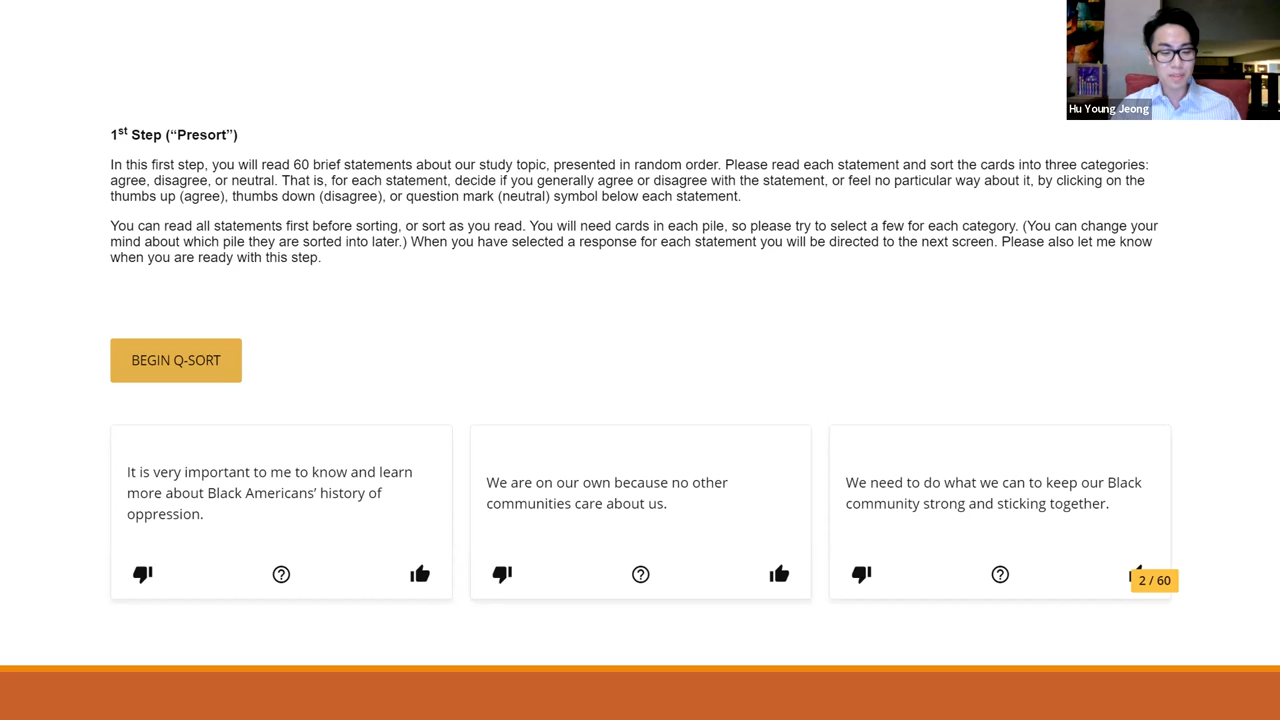 Hu Young Jeong
1st Step (“Presort”)
In this first step, you will read 60 brief statements about our study topic, presented in random order. Please read each statement and sort the cards into three categories:
agree, disagree, or neutral. That is, for each statement, decide if you generally agree or disagree with the statement, or feel no particular way about it, by clicking on the
thumbs up (agree), thumbs down (disagree), or question mark (neutral) symbol below each statement.
You can read all statements first before sorting, or sort as you read. You will need cards in each pile, so please try to select a few for each category. (You can change your
mind about which pile they are sorted into later.) When you have selected a response for each statement you will be directed to the next screen. Please also let me know
when you are ready with this step.
BEGIN Q-SORT
It is very important to me to know and learn
more about Black Americans’ history of
oppression.
We are on our own because no other
communities care about us.
We need to do what we can to keep our Black
community strong and sticking together.
2 / 60